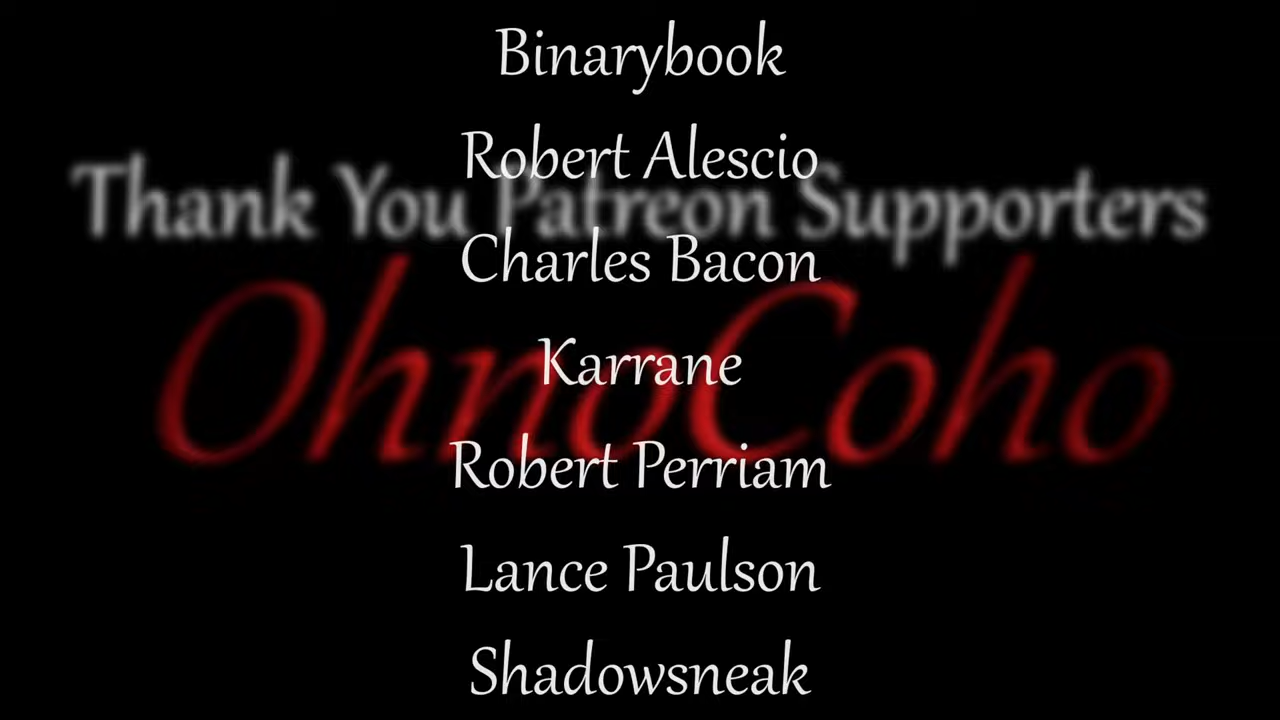 Binarybook
Robert Alescio
Thank You Patreon Supporters
Charles Bacon
OhnoCoho
Karrane
Robert Perriam
Lance Paulson
Shadowsneak